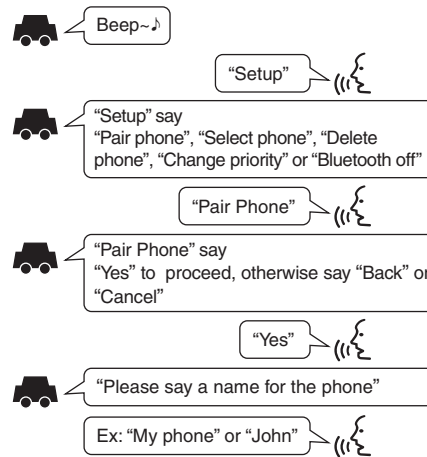 Beep~♪
“Setup”
“Setup” say
“Pair phone”, “Select phone”, “Delete
phone”, “Change priority” or “Bluetooth off”
“Pair Phone”
“Pair Phone” say
“Yes” to proceed, otherwise say “Back” or
“Cancel”
“Yes”
“Please say a name for the phone”
Ex: “My phone” or “John”